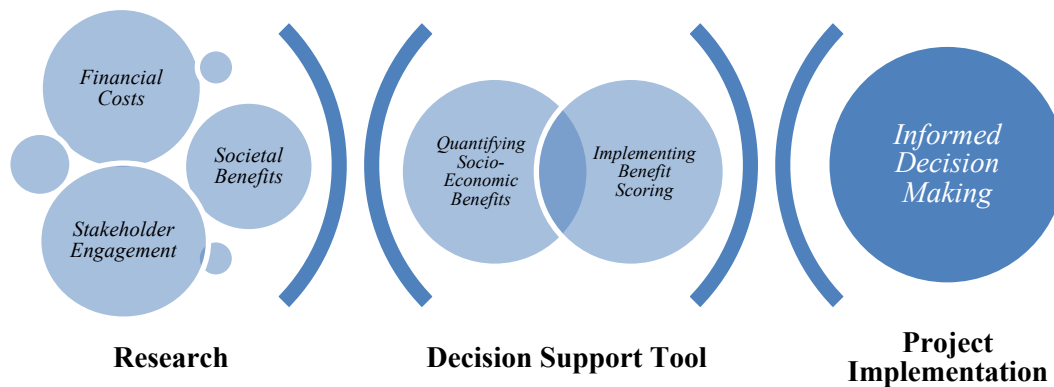 Financial
Costs
Societal
Benefits
Stakeholder
Engagement
Research
Quantifying
Socio-
Economic
Benefits
Implementing
Benefit
Scoring
Decision Support Tool
Informed
Decision
Making
Project
Implementation